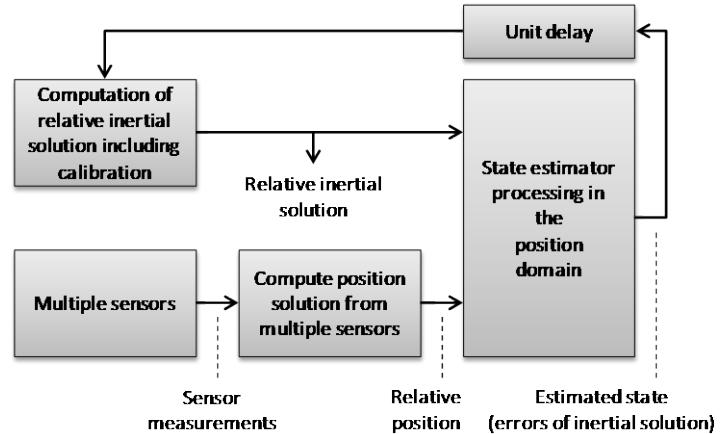 Unit delay
Computation of
relative inertial
solution including
calibration
Relative inertial
solution
State estimator
processing in
the
position
domain
Multiple sensors
Compute position
solution from
multiple sensors
Sensor
measurements
Relative
position
Estimated state
(errors of inertial solution)